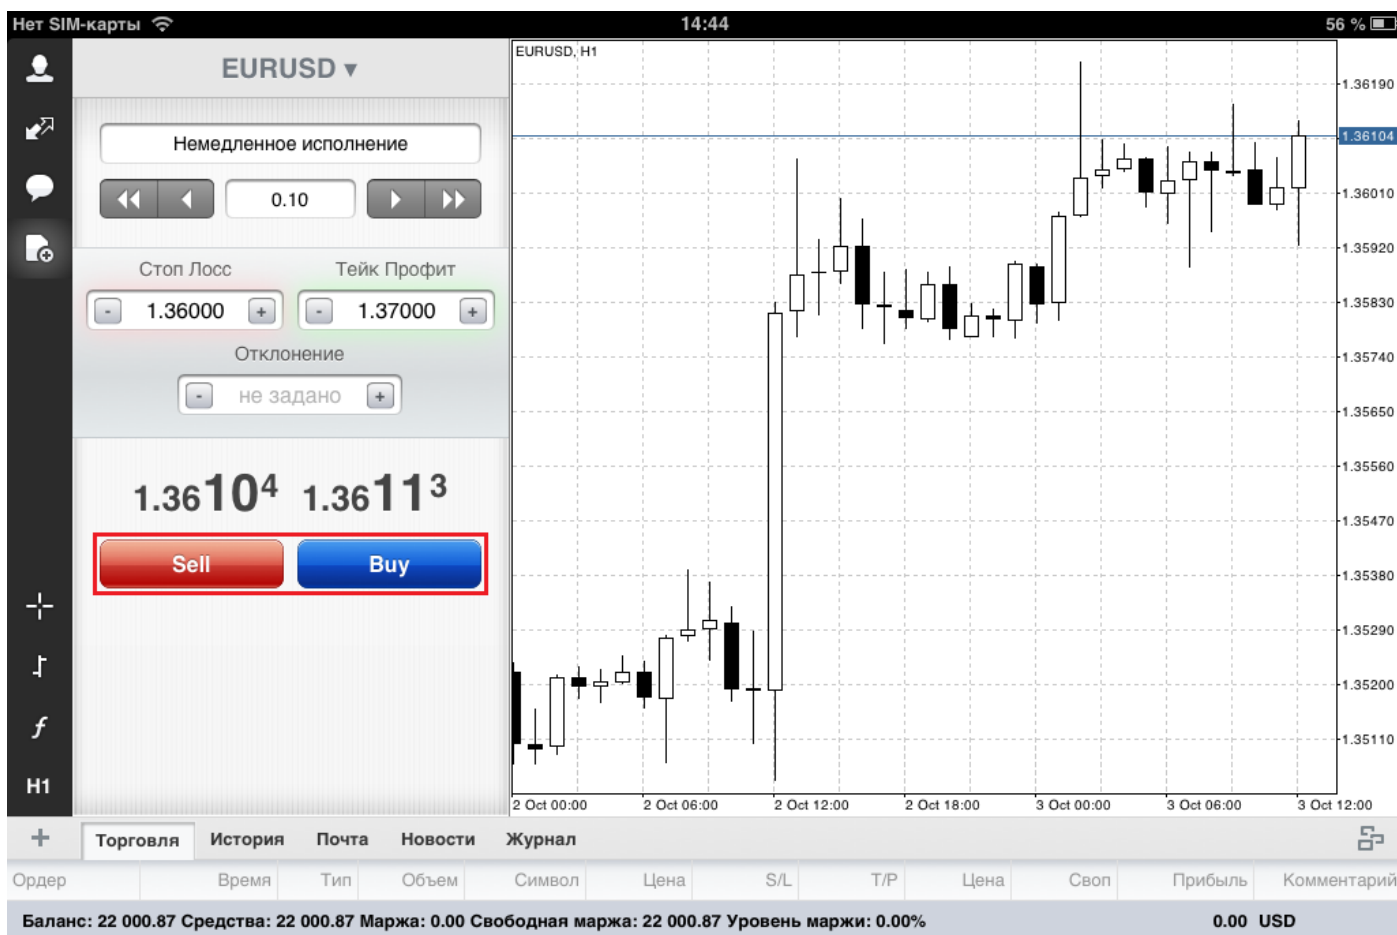 Нет SIM-карты 14:44 56 %
EURUSD ▾
EURUSD, H1
Немедленное исполнение
0.10
Стоп Лосс Тейк Профит
- 1.36000 + - 1.37000 +
Отклонение
- не задано +
1.36104 1.36113
Sell Buy
f
H1
1.36190
1.36104
1.36010
1.35920
1.35830
1.35740
1.35650
1.35560
1.35470
1.35380
1.35290
1.35200
1.35110
2 Oct 00:00 2 Oct 06:00 2 Oct 12:00 2 Oct 18:00 3 Oct 00:00 3 Oct 06:00 3 Oct 12:00
+ Торговля История Почта Новости Журнал
Ордер Время Тип Объем Символ Цена S/L T/P Цена Своп Прибыль Комментарий
Баланс: 22 000.87 Средства: 22 000.87 Маржа: 0.00 Свободная маржа: 22 000.87 Уровень маржи: 0.00% 0.00 USD